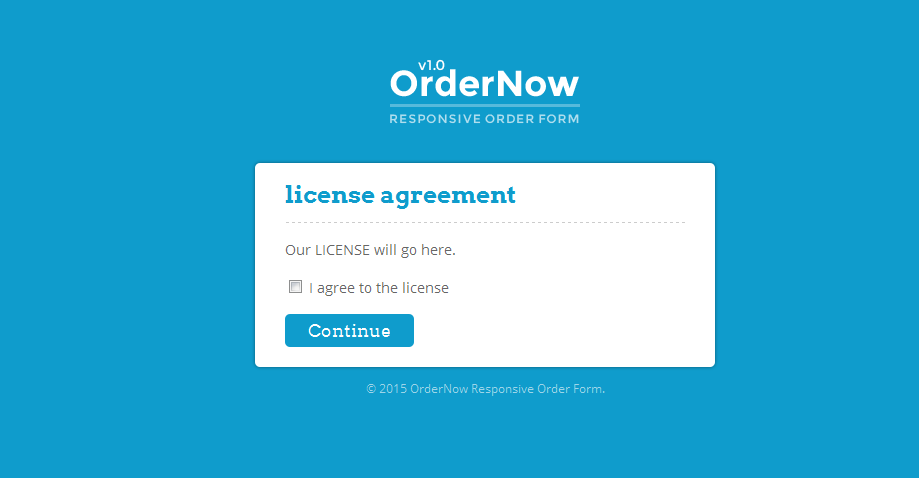 v1.0
OrderNow
RESPONSIVE ORDER FORM
license agreement
Our LICENSE will go here.
I agree to the license
Continue
© 2015 OrderNow Responsive Order Form.